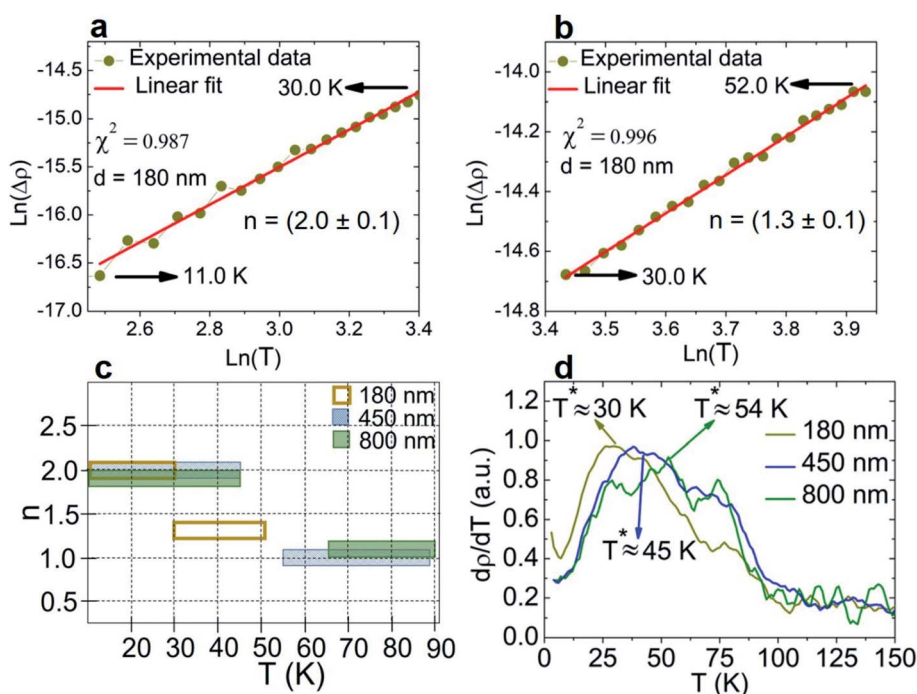 a
Experimental data
Linear fit
30.0 K
χ² = 0.987
d = 180 nm
n = (2.0 ± 0.1)
11.0 K
-14.5
-15.0
-15.5
-16.0
-16.5
-17.0
Ln(Δρ)
2.6 2.8 3.0 3.2 3.4
Ln(T)
b
Experimental data
Linear fit
52.0 K
χ² = 0.996
d = 180 nm
n = (1.3 ± 0.1)
30.0 K
-14.0
-14.2
-14.4
-14.6
-14.8
Ln(Δρ)
3.4 3.5 3.6 3.7 3.8 3.9
Ln(T)
c
180 nm
450 nm
800 nm
2.5
2.0
1.5
1.0
0.5
n
20 30 40 50 60 70 80 90
T (K)
d
T* ≈ 30 K
T* ≈ 54 K
180 nm
450 nm
800 nm
T* ≈ 45 K
1.2
1.0
0.8
0.6
0.4
0.2
0.0
dρ/dT (a.u.)
0 25 50 75 100 125 150
T (K)